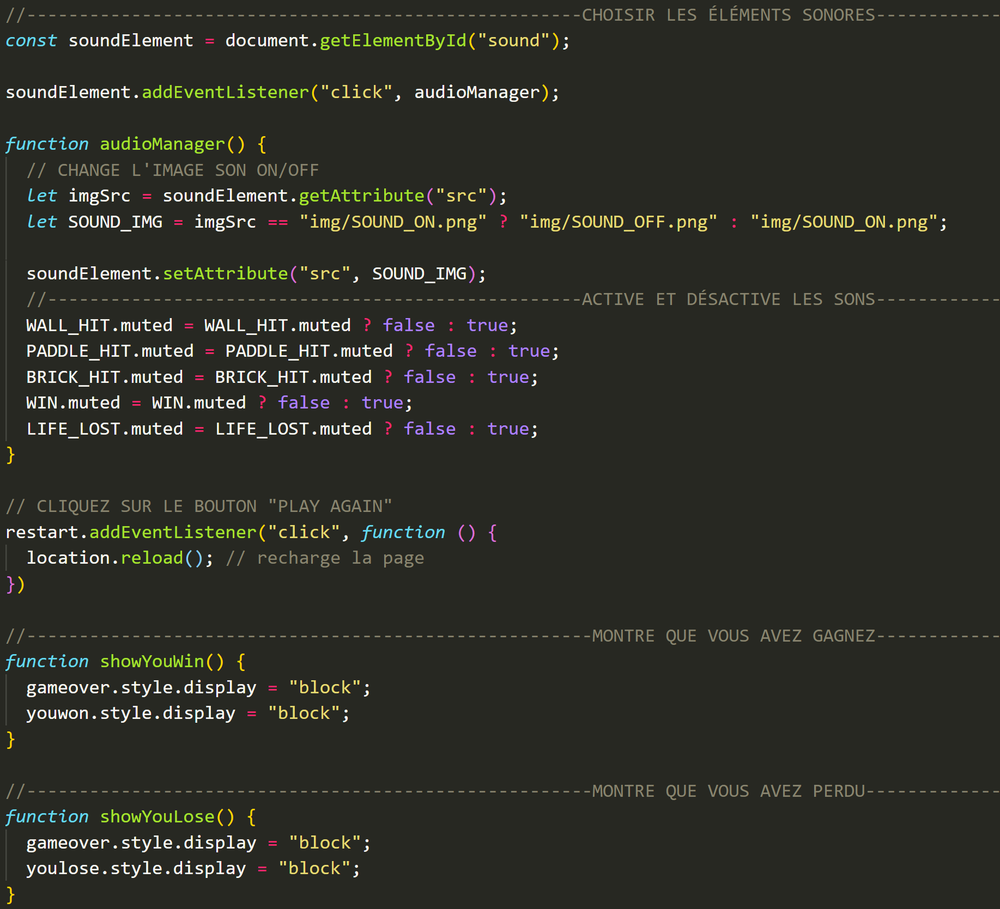 //-----------------------------------------------------CHOISIR LES ÉLÉMENTS SONORES------------
const soundElement = document.getElementById("sound");
soundElement.addEventListener("click", audioManager);
function audioManager() {
// CHANGE L'IMAGE SON ON/OFF
let imgSrc = soundElement.getAttribute("src");
let SOUND_IMG = imgSrc == "img/SOUND_ON.png" ? "img/SOUND_OFF.png" : "img/SOUND_ON.png";
soundElement.setAttribute("src", SOUND_IMG);
//---------------------------------------------------ACTIVE ET DÉSACTIVE LES SONS------------
WALL_HIT.muted = WALL_HIT.muted ? false : true;
PADDLE_HIT.muted = PADDLE_HIT.muted ? false : true;
BRICK_HIT.muted = BRICK_HIT.muted ? false : true;
WIN.muted = WIN.muted ? false : true;
LIFE_LOST.muted = LIFE_LOST.muted ? false : true;
}
// CLIQUEZ SUR LE BOUTON "PLAY AGAIN"
restart.addEventListener("click", function () {
location.reload(); // recharge la page
})
//------------------------------------------------------MONTRE QUE VOUS AVEZ GAGNEZ------------
function showYouWin() {
gameover.style.display = "block";
youwon.style.display = "block";
}
//------------------------------------------------------MONTRE QUE VOUS AVEZ PERDU-------------
function showYouLose() {
gameover.style.display = "block";
youlose.style.display = "block";
}